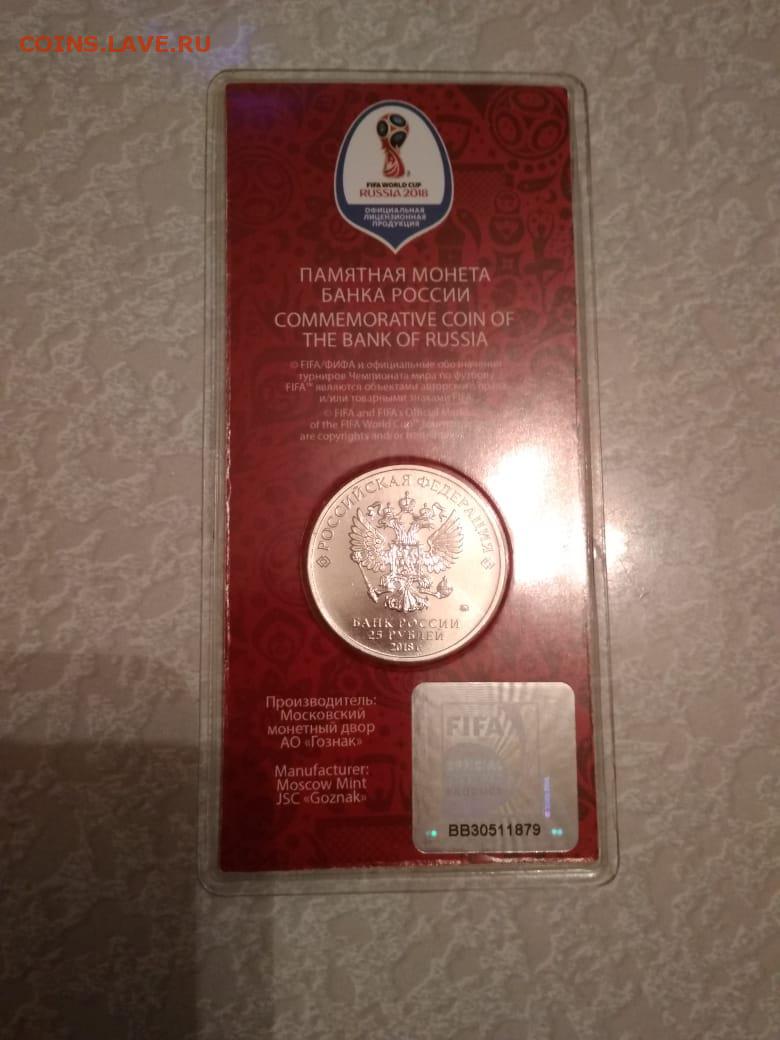 COINS.LAVE.RU
FIFA WORLD CUP
RUSSIA 2018
ОФИЦИАЛЬНАЯ
ЛИЦЕНЗИОННАЯ
ПРОДУКЦИЯ
ПАМЯТНАЯ МОНЕТА
БАНКА РОССИИ
COMMEMORATIVE COIN OF
THE BANK OF RUSSIA
© FIFA/ФИФА и официальные обозначения
турниров Чемпионата мира по футболу
FIFA™ являются объектами авторского права
и/или товарными знаками FIFA
© FIFA and FIFA's Official
of the FIFA World Cup™
are copyrights and/or
РОССИЙСКАЯ ФЕДЕРАЦИЯ
БАНК РОССИИ
25 РУБЛЕЙ
2018 г.
Производитель:
Московский
монетный двор
АО «Гознак»
Manufacturer:
Moscow Mint
JSC «Goznak»
FIFA
BB30511879